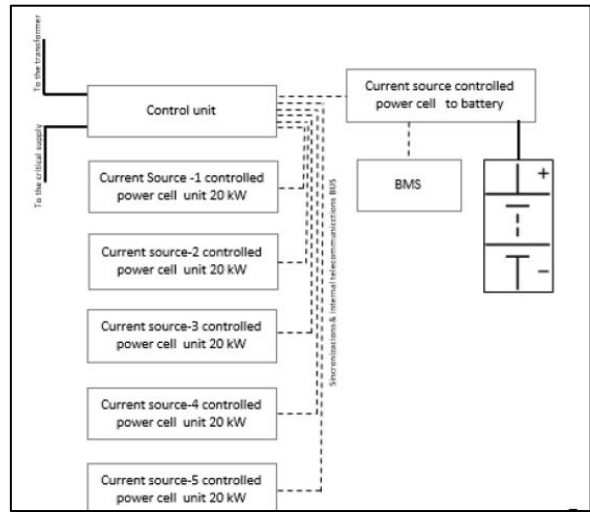 To the transformer
To the critical supply
Control unit
Current source controlled
power cell to battery
BMS
+
−
Current Source -1 controlled
power cell unit 20 kW
Current source-2 controlled
power cell unit 20 kW
Current source-3 controlled
power cell unit 20 kW
Current source-4 controlled
power cell unit 20 kW
Current source-5 controlled
power cell unit 20 kW
Sincronizations& internal telecommunicctions BUS